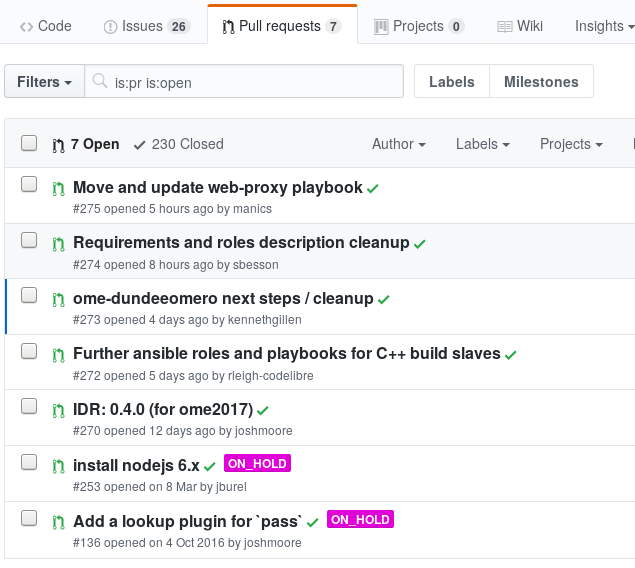 Code Issues 26 Pull requests 7 Projects 0 Wiki Insights
Filters is:pr is:open Labels Milestones
7 Open 230 Closed Author Labels Projects
Move and update web-proxy playbook
#275 opened 5 hours ago by manics
Requirements and roles description cleanup
#274 opened 8 hours ago by sbesson
ome-dundeeomero next steps / cleanup
#273 opened 4 days ago by kennethgillen
Further ansible roles and playbooks for C++ build slaves
#272 opened 5 days ago by rleigh-codelibre
IDR: 0.4.0 (for ome2017)
#270 opened 12 days ago by joshmoore
install nodejs 6.x ON_HOLD
#253 opened on 8 Mar by jburel
Add a lookup plugin for `pass` ON_HOLD
#136 opened on 4 Oct 2016 by joshmoore